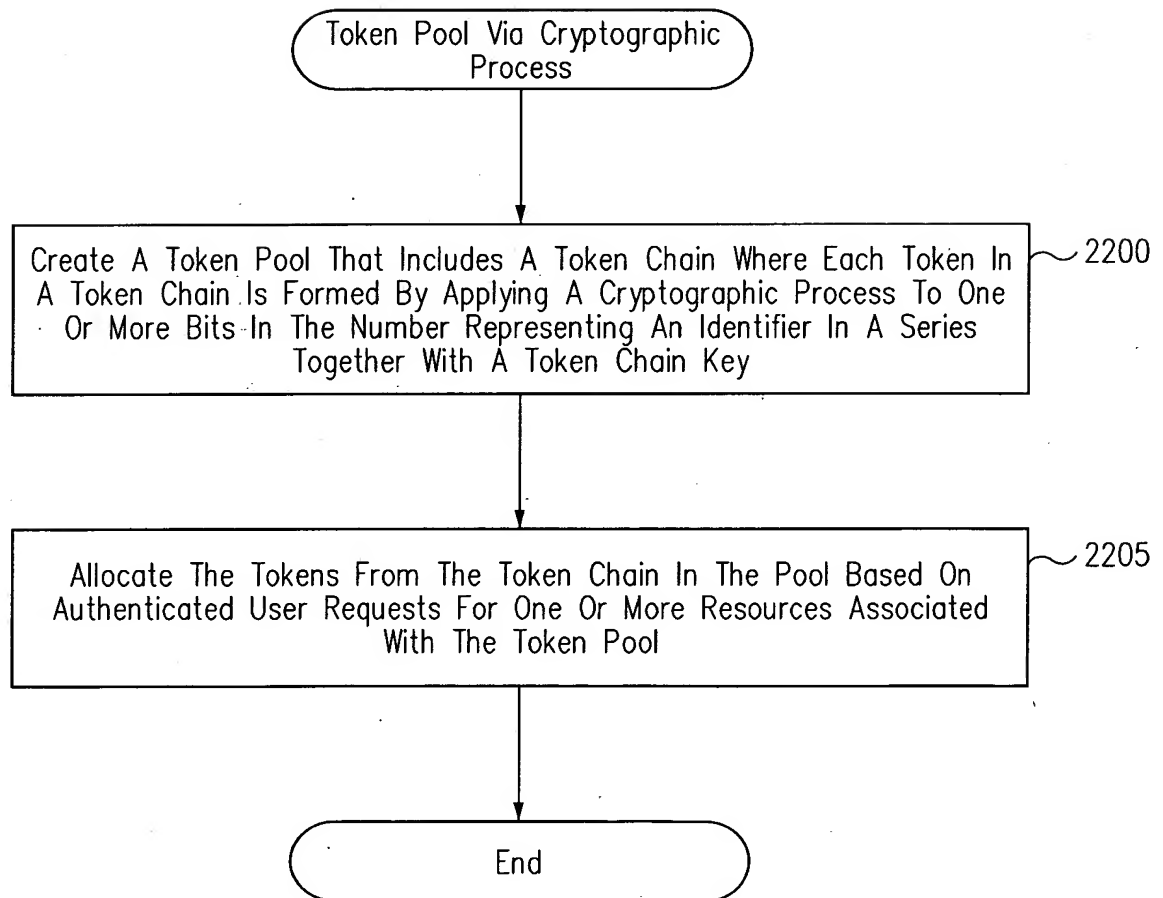 Token Pool Via Cryptographic
Process
Create A Token Pool That Includes A Token Chain Where Each Token In
A Token Chain Is Formed By Applying A Cryptographic Process To One
Or More Bits In The Number Representing An Identifier In A Series
Together With A Token Chain Key
2200
Allocate The Tokens From The Token Chain In The Pool Based On
Authenticated User Requests For One Or More Resources Associated
With The Token Pool
2205
End